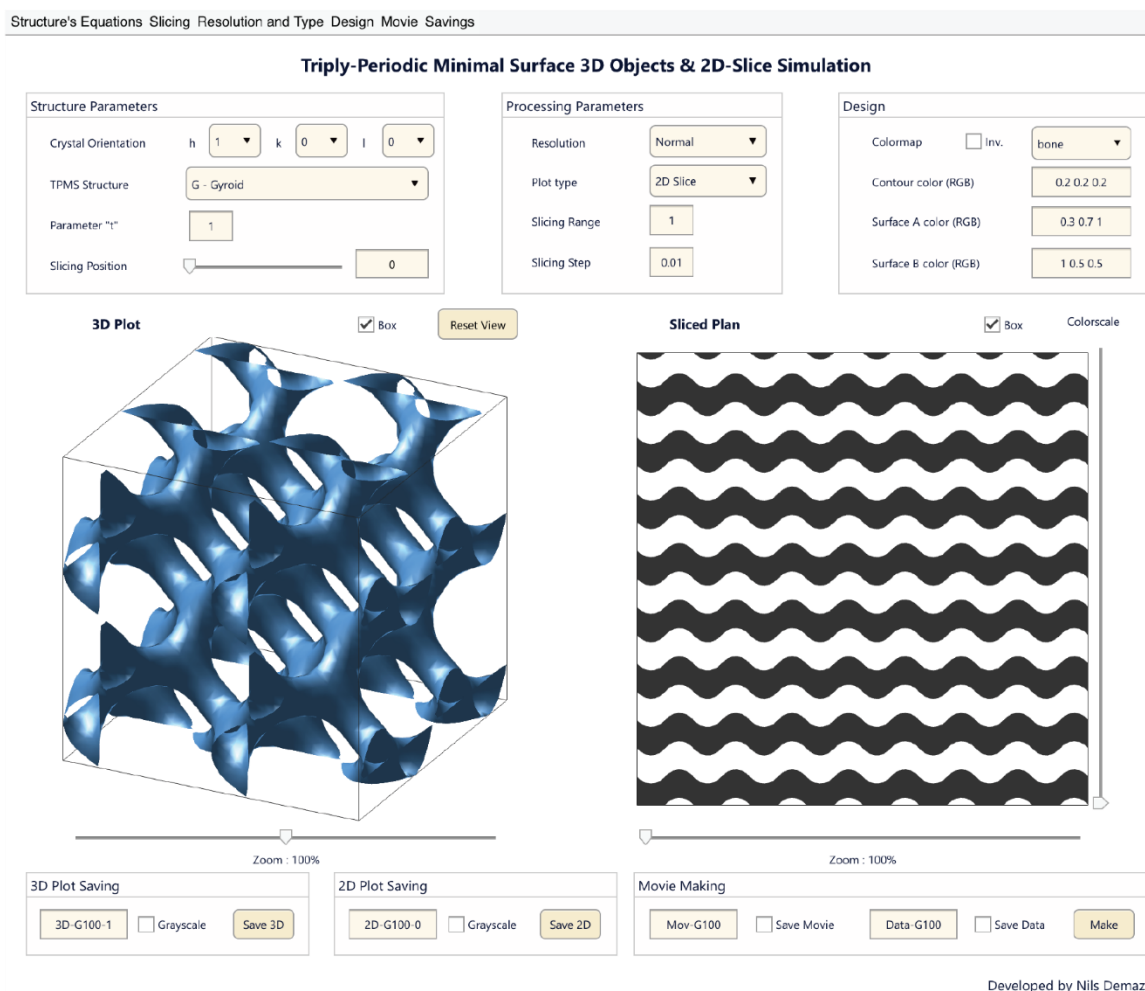 Structure's Equations Slicing Resolution and Type Design Movie Savings
Triply-Periodic Minimal Surface 3D Objects & 2D-Slice Simulation
Structure Parameters
Crystal Orientation h 1 k 0 l 0
TPMS Structure G - Gyroid
Parameter "t" 1
Slicing Position 0
Processing Parameters
Resolution Normal
Plot type 2D Slice
Slicing Range 1
Slicing Step 0.01
Design
Colormap Inv. bone
Contour color (RGB) 0.2 0.2 0.2
Surface A color (RGB) 0.3 0.7 1
Surface B color (RGB) 1 0.5 0.5
3D Plot Box Reset View
Sliced Plan Box Colorscale
Zoom : 100%
Zoom : 100%
3D Plot Saving
3D-G100-1 Grayscale Save 3D
2D Plot Saving
2D-G100-0 Grayscale Save 2D
Movie Making
Mov-G100 Save Movie Data-G100 Save Data Make
Developed by Nils Demaz